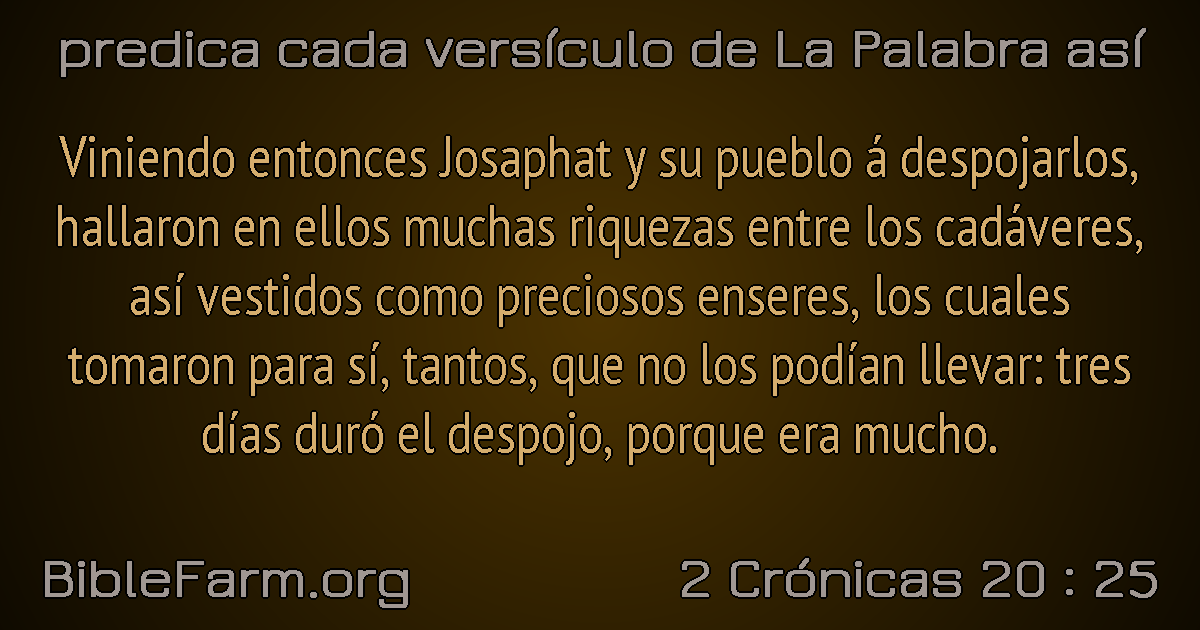 predica cada versículo de La Palabra así
Viniendo entonces Josaphat y su pueblo á despojarlos,
hallaron en ellos muchas riquezas entre los cadáveres,
así vestidos como preciosos enseres, los cuales
tomaron para sí, tantos, que no los podían llevar: tres
días duró el despojo, porque era mucho.
BibleFarm.org
2 Crónicas 20 : 25